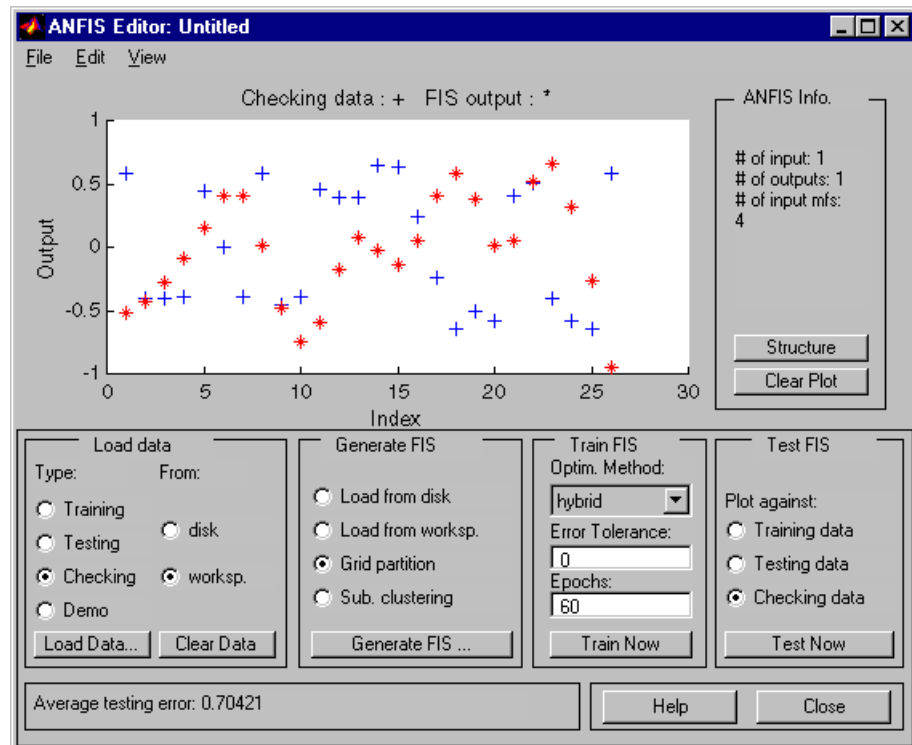 ANFIS Editor: Untitled
File Edit View
Checking data : + FIS output : *
1
0.5
0
-0.5
-1
Output
0 5 10 15 20 25 30
Index
ANFIS Info.
# of input: 1
# of outputs: 1
# of input mfs:
4
Structure
Clear Plot
Load data
Type: From:
Training
Testing
Checking
Demo
disk
worksp.
Load Data... Clear Data
Generate FIS
Load from disk
Load from worksp.
Grid partition
Sub. clustering
Generate FIS ...
Train FIS
Optim. Method:
hybrid
Error Tolerance:
0
Epochs:
60
Train Now
Test FIS
Plot against:
Training data
Testing data
Checking data
Test Now
Average testing error: 0.70421
Help Close